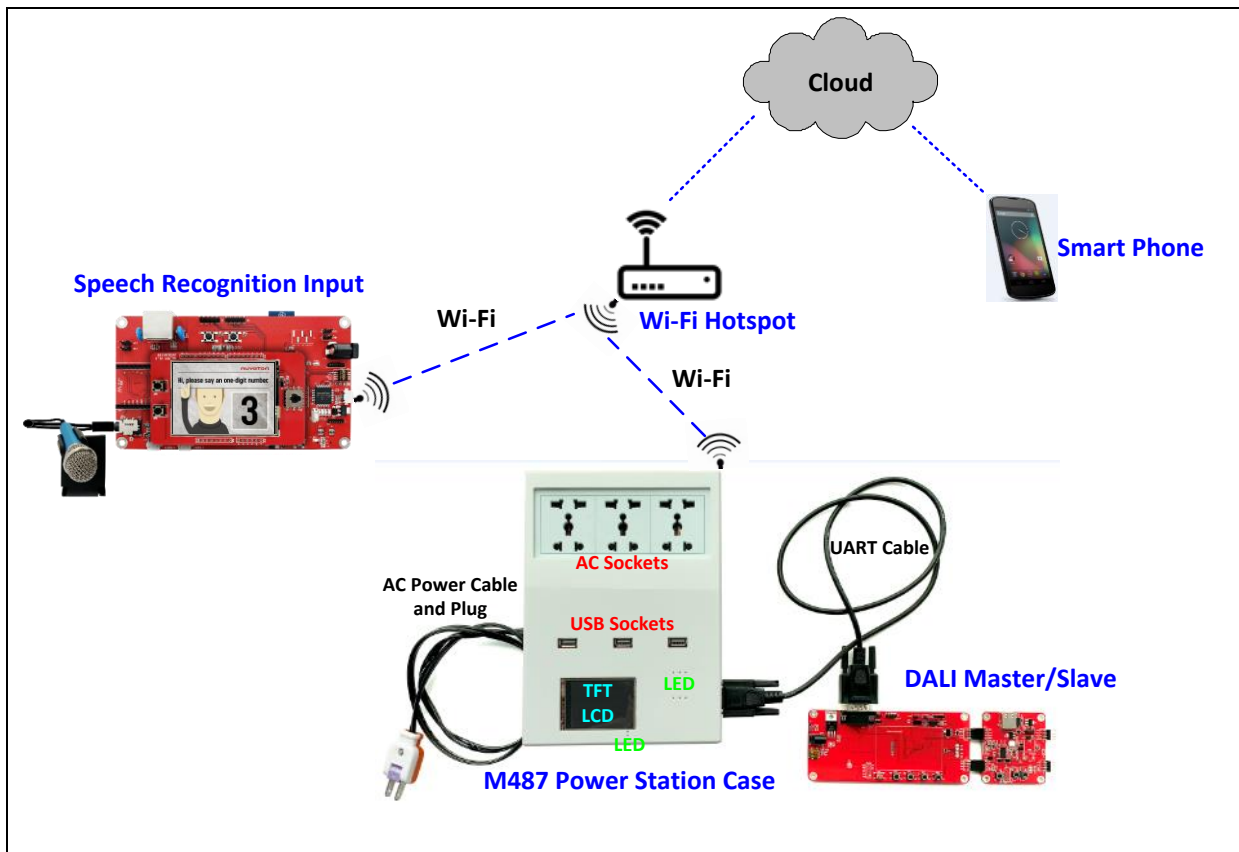 Cloud
Smart Phone
Speech Recognition Input
Wi-Fi
Wi-Fi Hotspot
nuvoTon
Hi, please say an one-digit number.
3
Wi-Fi
AC Sockets
UART Cable
AC Power Cable
and Plug
USB Sockets
LED
TFT
LCD
LED
DALI Master/Slave
M487 Power Station Case